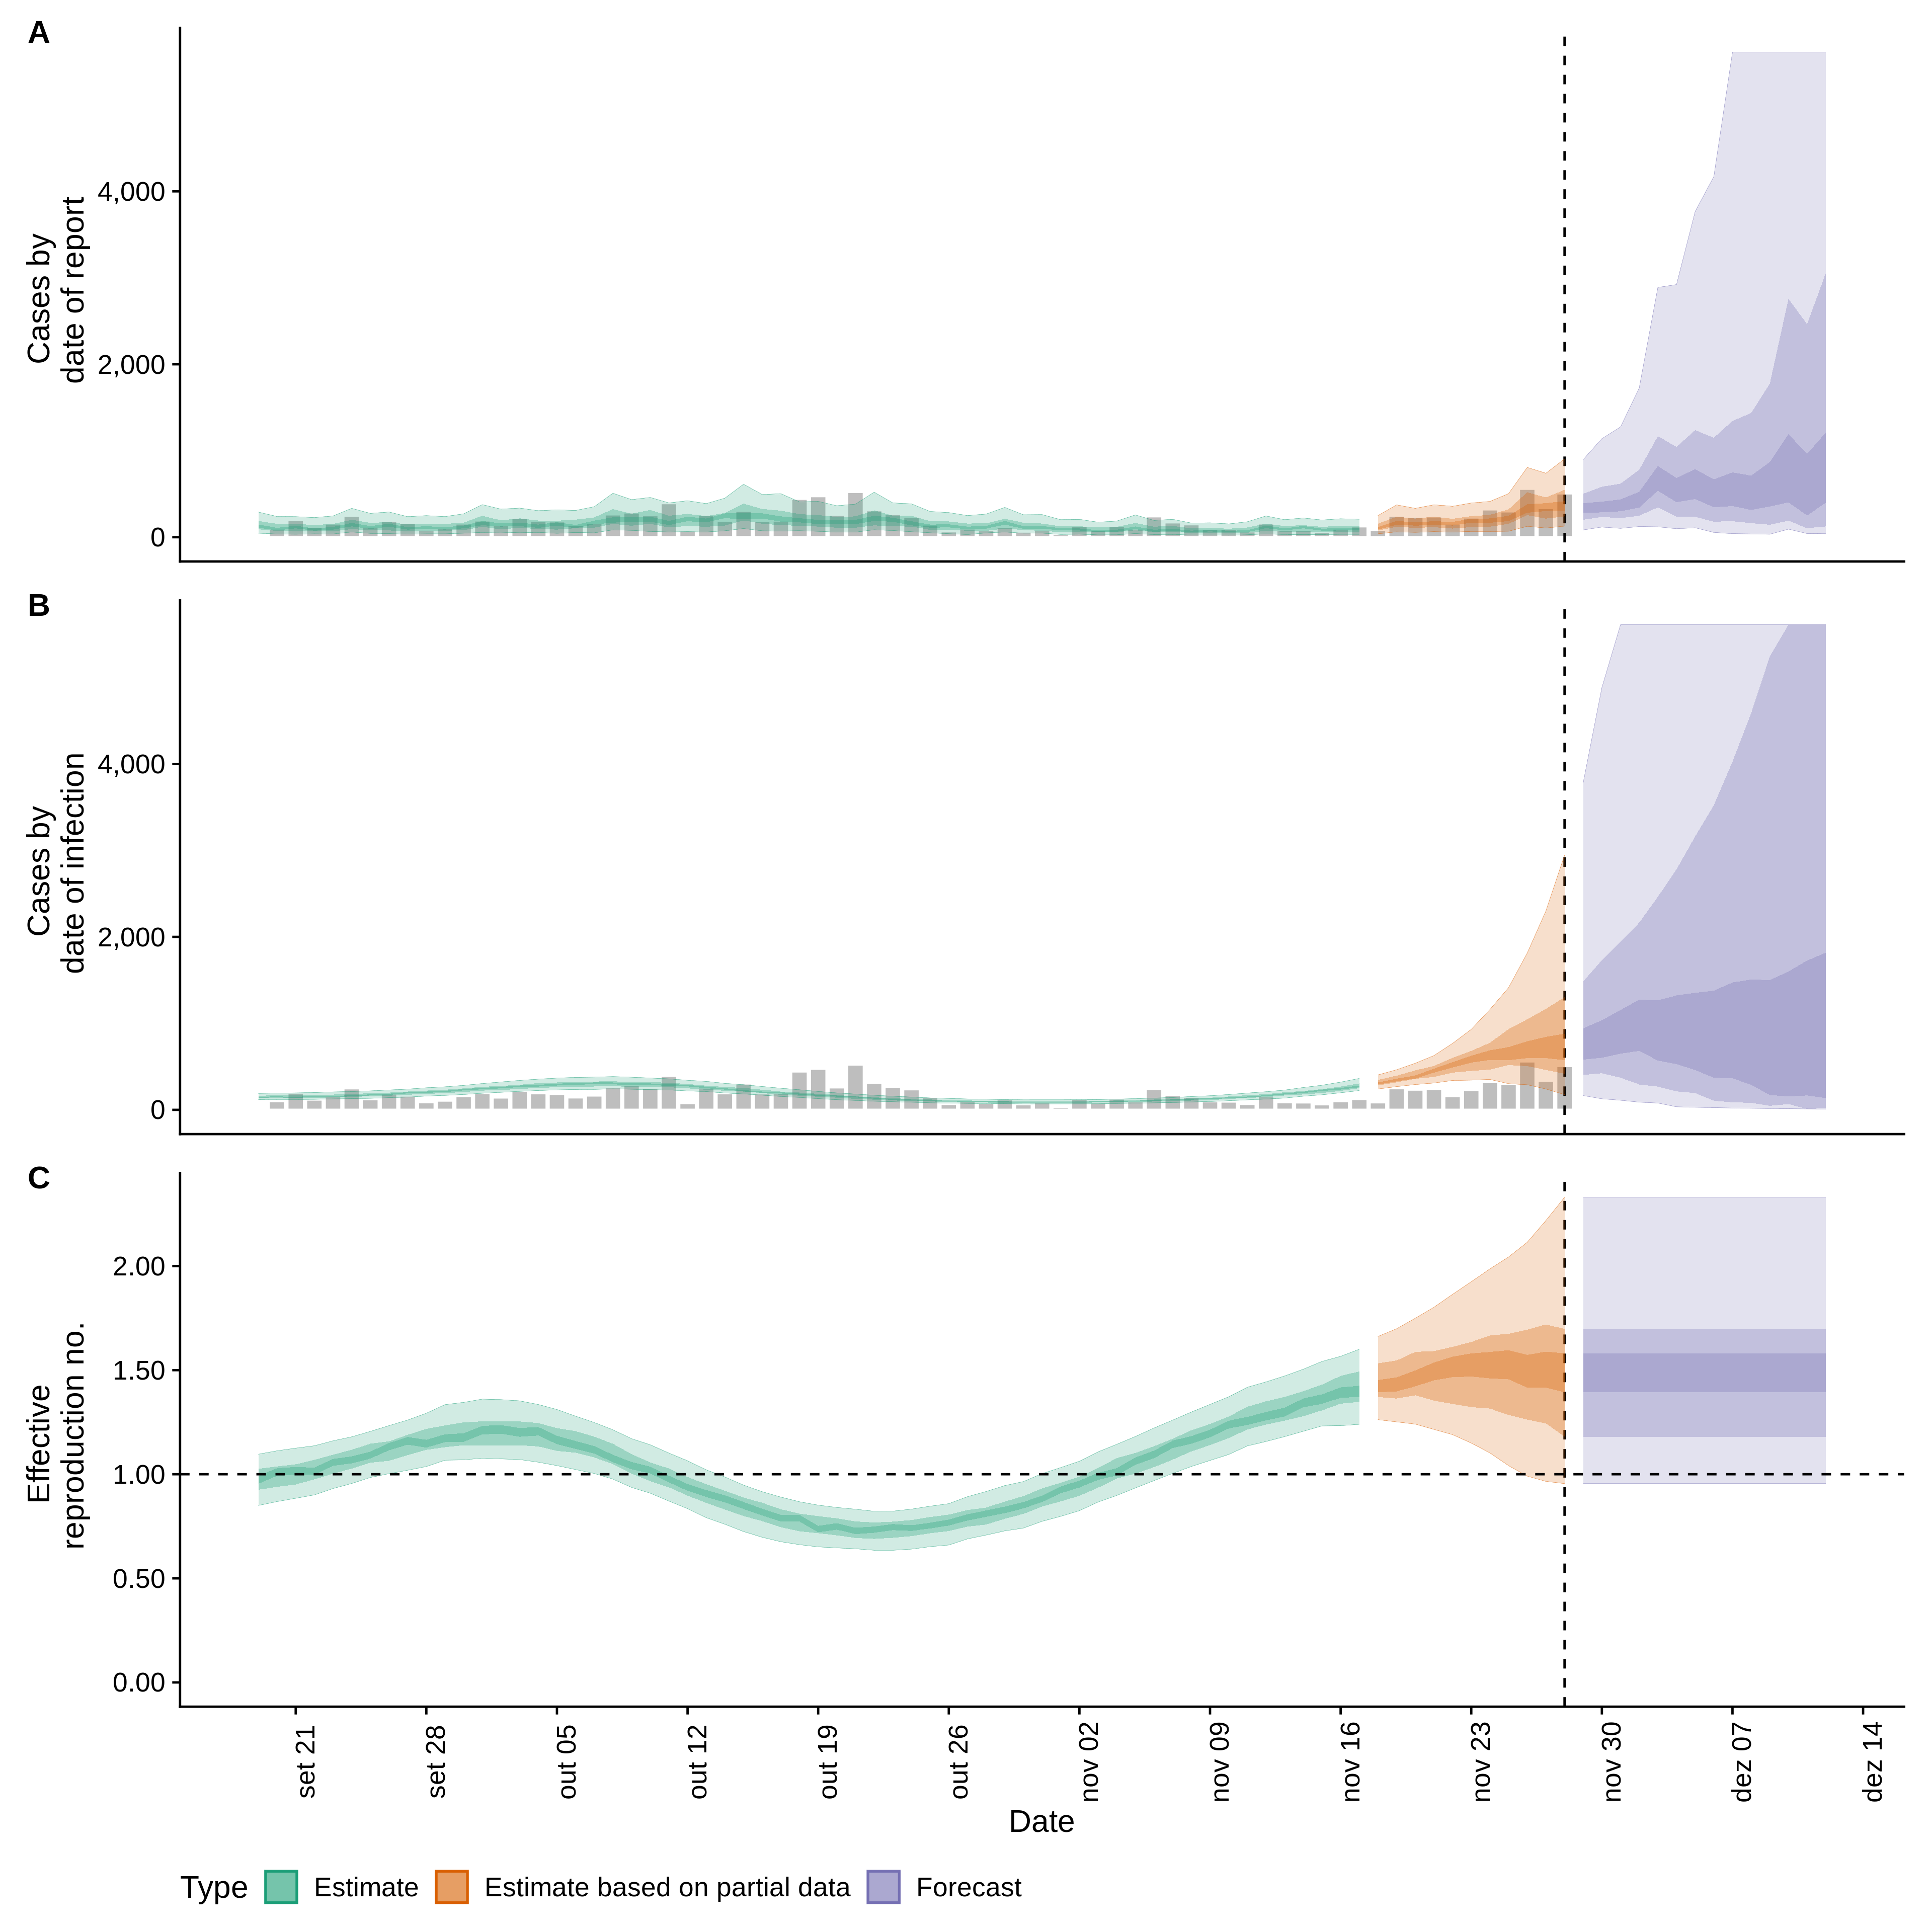 A
Cases by
date of report
4,000
2,000
0
B
Cases by
date of infection
4,000
2,000
0
C
Effective
reproduction no.
2.00
1.50
1.00
0.50
0.00
set 21
set 28
out 05
out 12
out 19
out 26
nov 02
nov 09
nov 16
nov 23
nov 30
dez 07
dez 14
Date
Type Estimate Estimate based on partial data Forecast